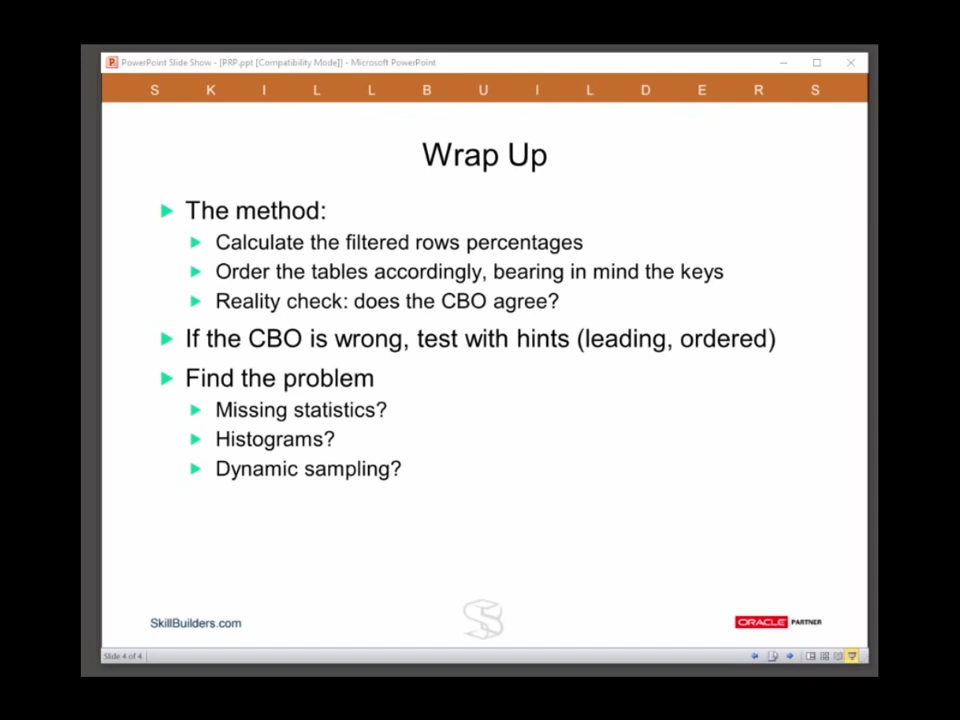 PowerPoint Slide Show - [PRP.ppt [Compatibility Mode]] - Microsoft PowerPoint
S K I L L B U I L D E R S
Wrap Up
The method:
Calculate the filtered rows percentages
Order the tables accordingly, bearing in mind the keys
Reality check: does the CBO agree?
If the CBO is wrong, test with hints (leading, ordered)
Find the problem
Missing statistics?
Histograms?
Dynamic sampling?
SkillBuilders.com
ORACLE PARTNER
Slide 4 of 4